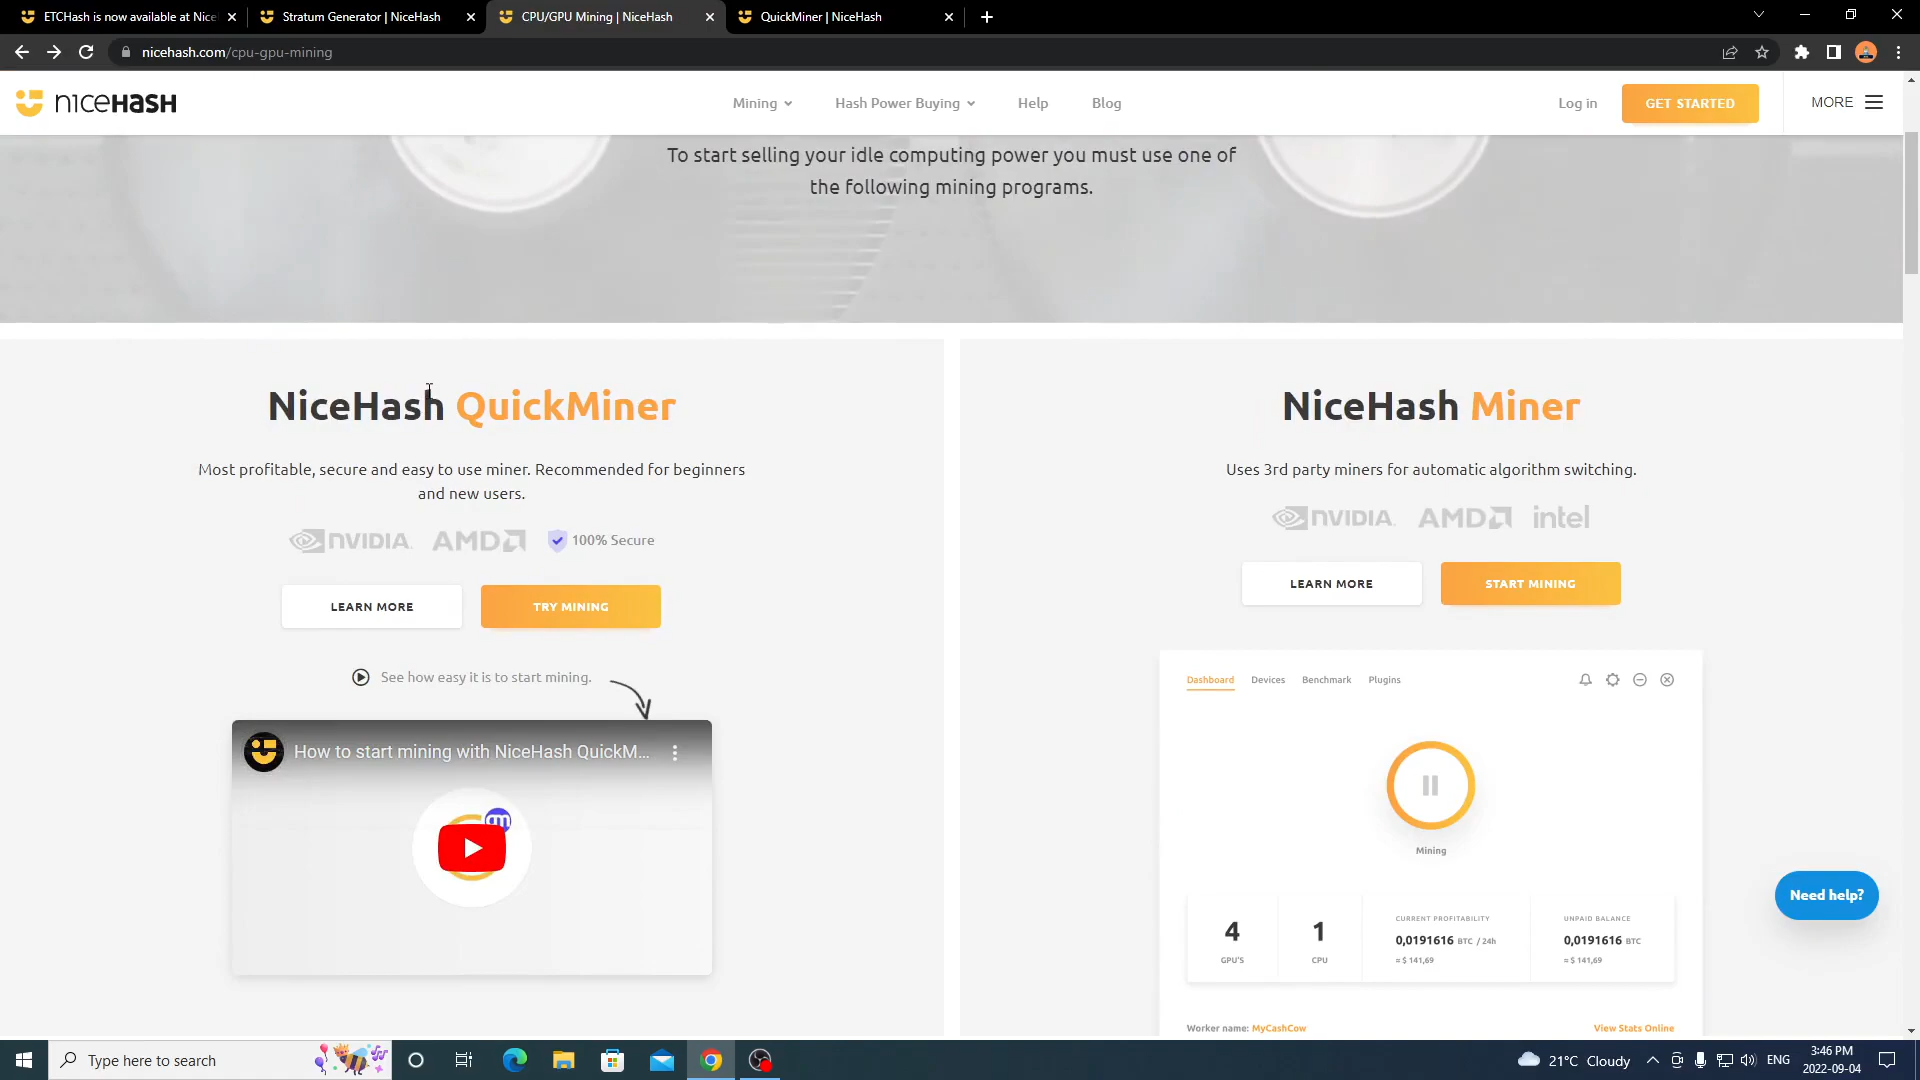 ETCHash is now available at Nice
Stratum Generator | NiceHash
CPU/GPU Mining | NiceHash
QuickMiner | NiceHash
nicehash.com/cpu-gpu-mining
nıceHASH
Mining
Hash Power Buying
Help
Blog
Log in
GET STARTED
MORE
To start selling your idle computing power you must use one of
the following mining programs.
NiceHash QuickMiner
Most profitable, secure and easy to use miner. Recommended for beginners
and new users.
NVIDIA.
AMD
100% Secure
LEARN MORE
TRY MINING
See how easy it is to start mining.
How to start mining with NiceHash QuickM...
m
NiceHash Miner
Uses 3rd party miners for automatic algorithm switching.
NVIDIA.
AMD
intel
LEARN MORE
START MINING
Dashboard
Devices
Benchmark
Plugins
Mining
4
GPU'S
1
CPU
CURRENT PROFITABILITY
0,0191616 BTC / 24h
≈ $ 141,69
UNPAID BALANCE
0,0191616 BTC
≈ $ 141,69
Worker name: MyCashCow
View Stats Online
Need help?
Type here to search
21°C Cloudy
ENG
3:46 PM
2022-09-04